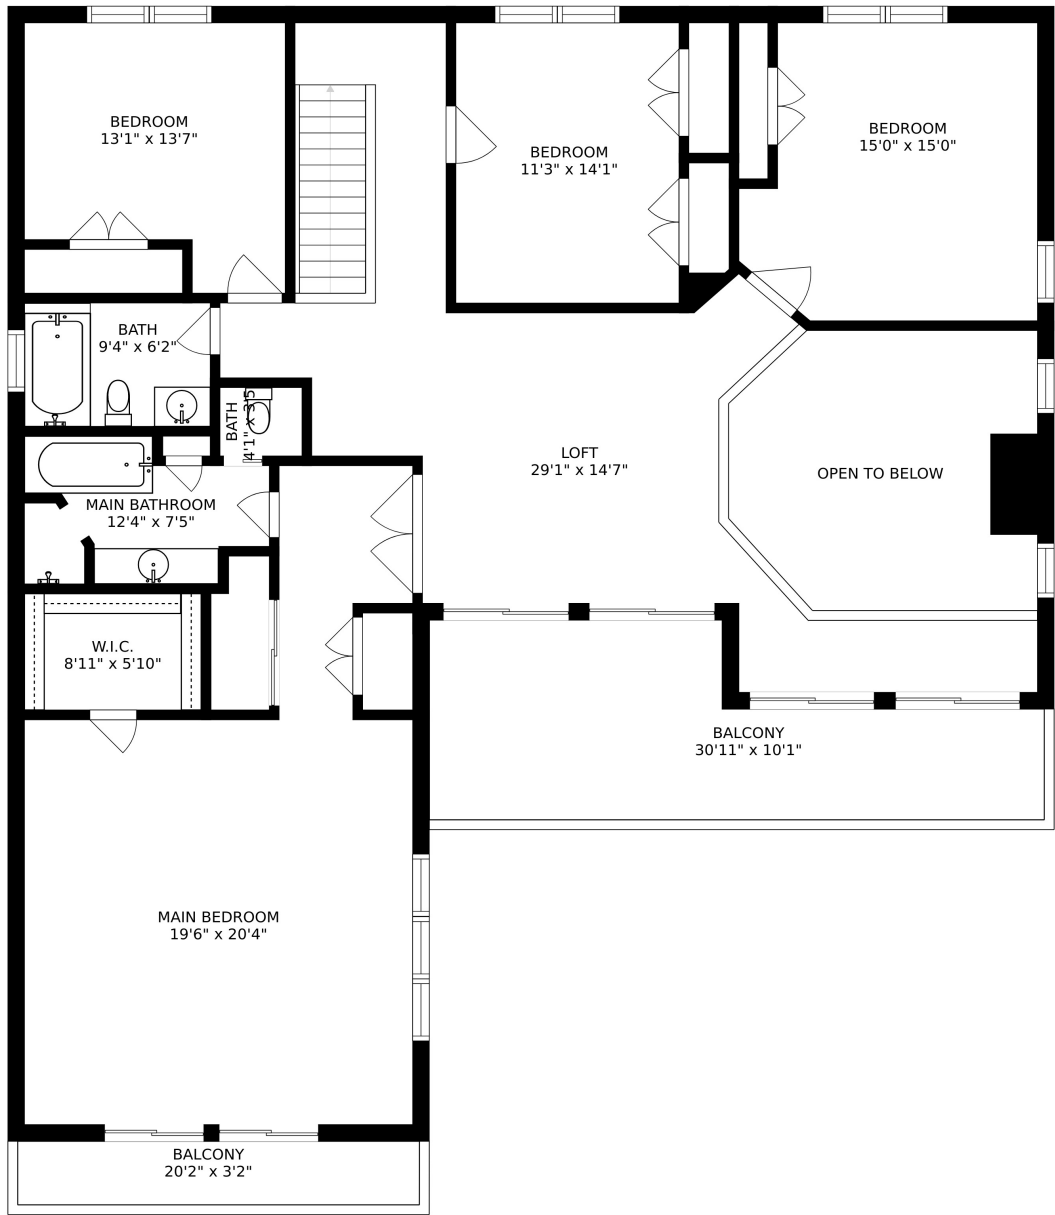 BEDROOM
13'1" x 13'7"
BEDROOM
11'3" x 14'1"
BEDROOM
15'0" x 15'0"
BATH
9'4" x 6'2"
BATH
4'1" x 3'5
LOFT
29'1" x 14'7"
OPEN TO BELOW
MAIN BATHROOM
12'4" x 7'5"
W.I.C.
8'11" x 5'10"
BALCONY
30'11" x 10'1"
MAIN BEDROOM
19'6" x 20'4"
BALCONY
20'2" x 3'2"